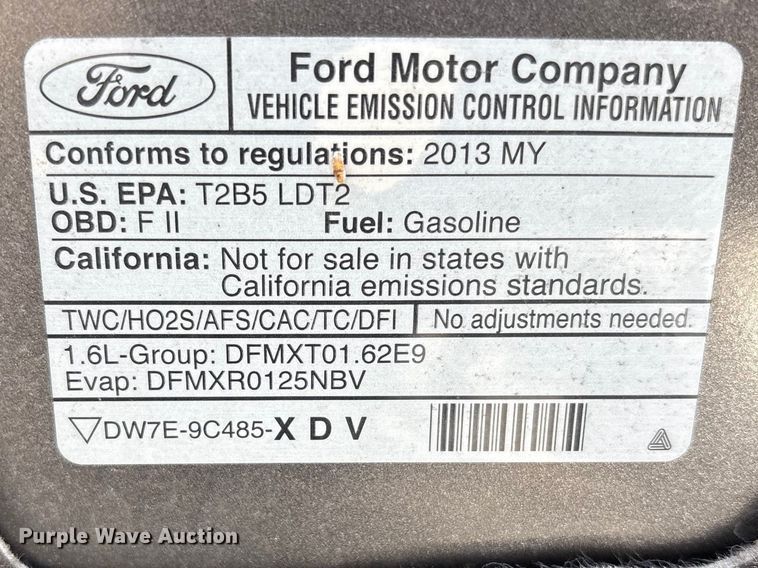 Ford
Ford Motor Company
VEHICLE EMISSION CONTROL INFORMATION
Conforms to regulations: 2013 MY
U.S. EPA: T2B5 LDT2
OBD: F II Fuel: Gasoline
California: Not for sale in states with
California emissions standards.
TWC/HO2S/AFS/CAC/TC/DFI No adjustments needed.
1.6L-Group: DFMXT01.62E9
Evap: DFMXR0125NBV
DW7E-9C485-X D V
Purple Wave Auction